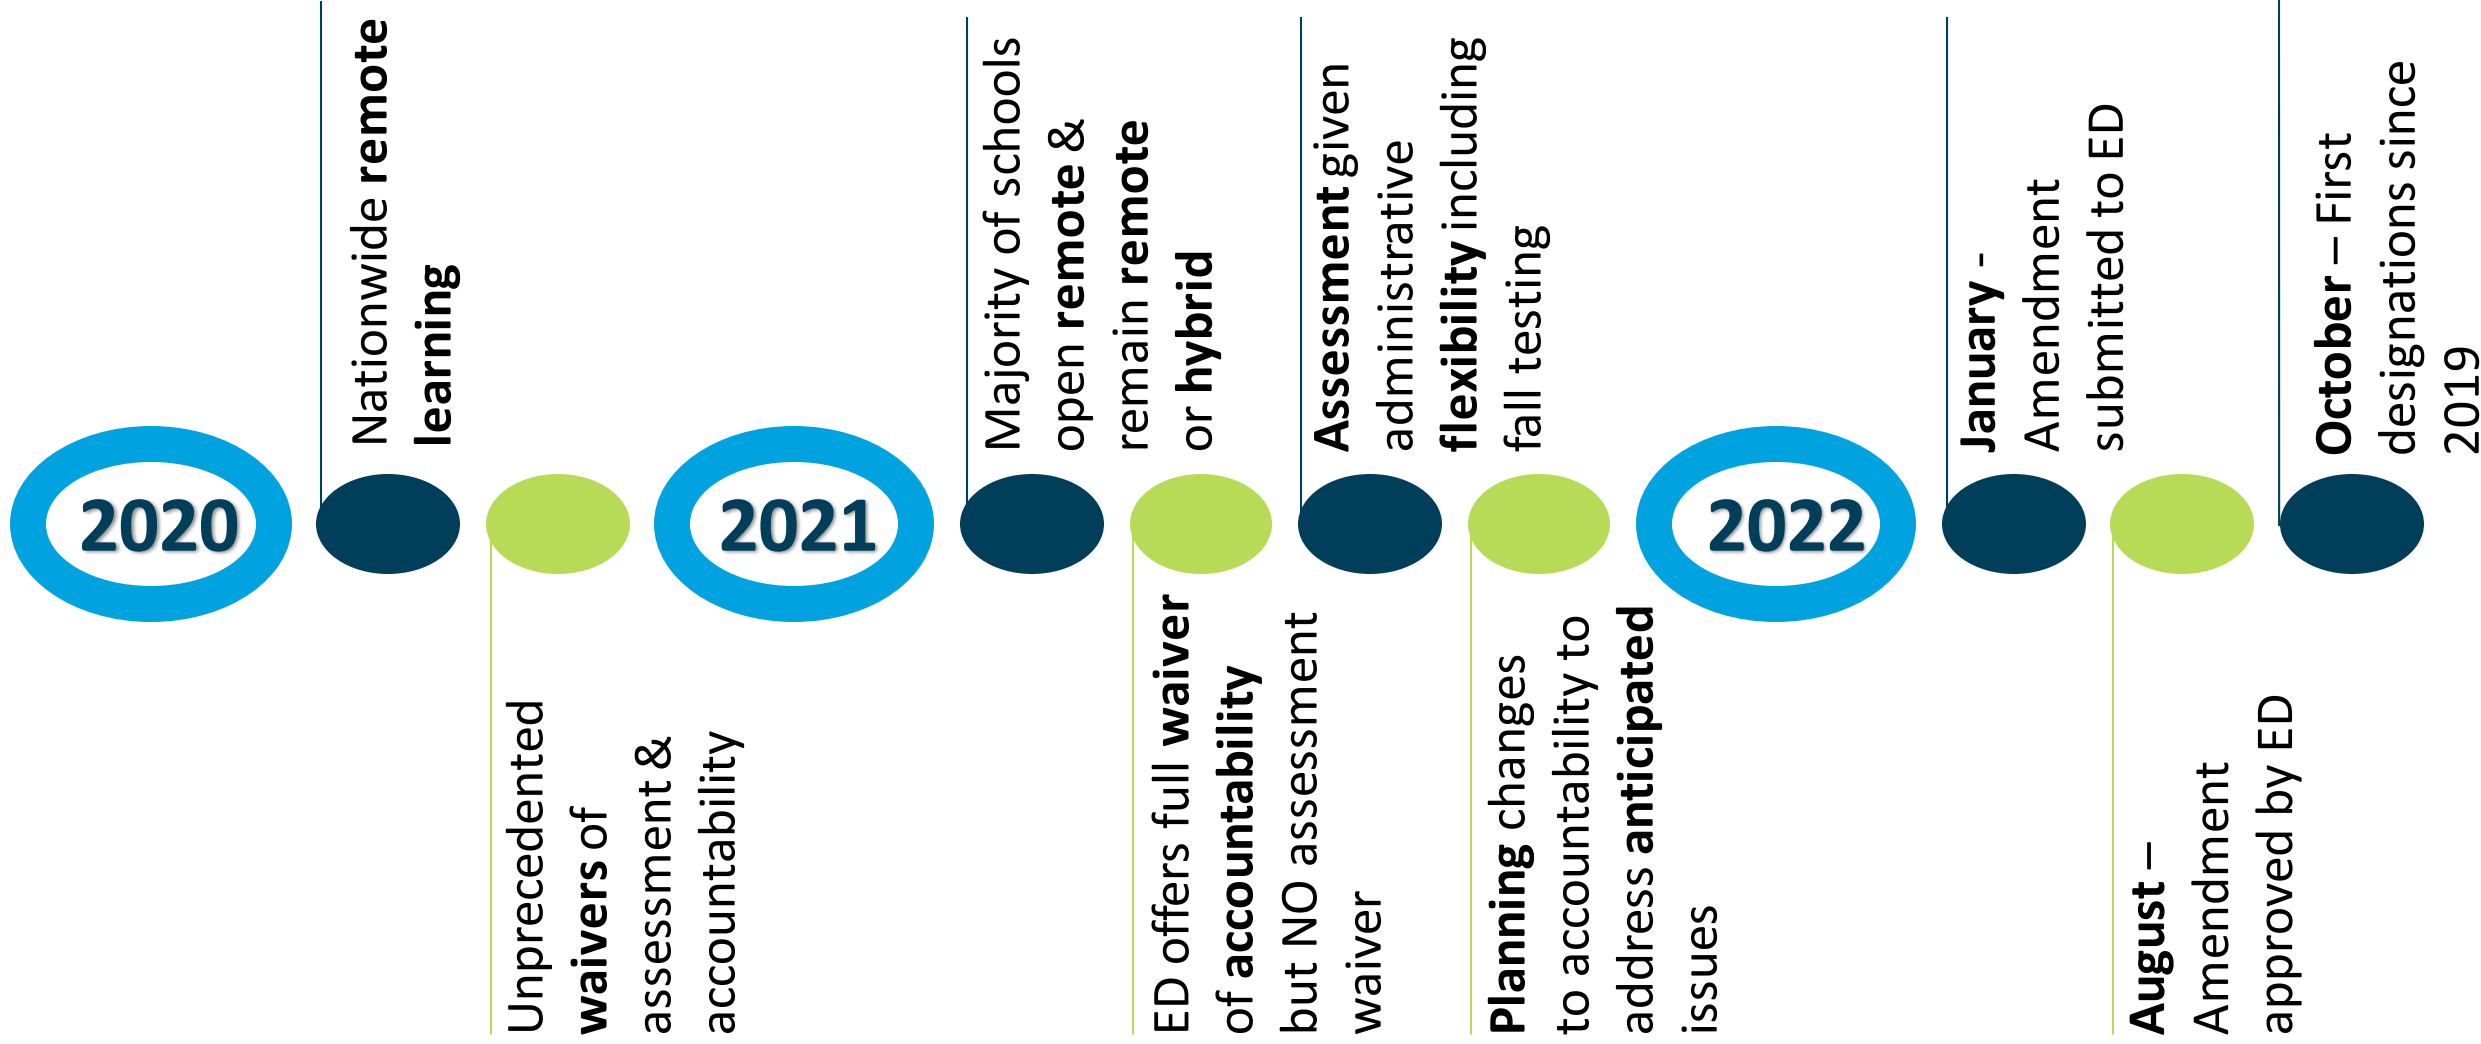 2020
Nationwide remote
learning
Unprecedented
waivers of
assessment &
accountability
2021
Majority of schools
open remote &
remain remote
or hybrid
ED offers full waiver
of accountability
but NO assessment
waiver
Assessment given
administrative
flexibility including
fall testing
Planning changes
to accountability to
address anticipated
issues
2022
January -
Amendment
submitted to ED
August –
Amendment
approved by ED
October – First
designations since
2019